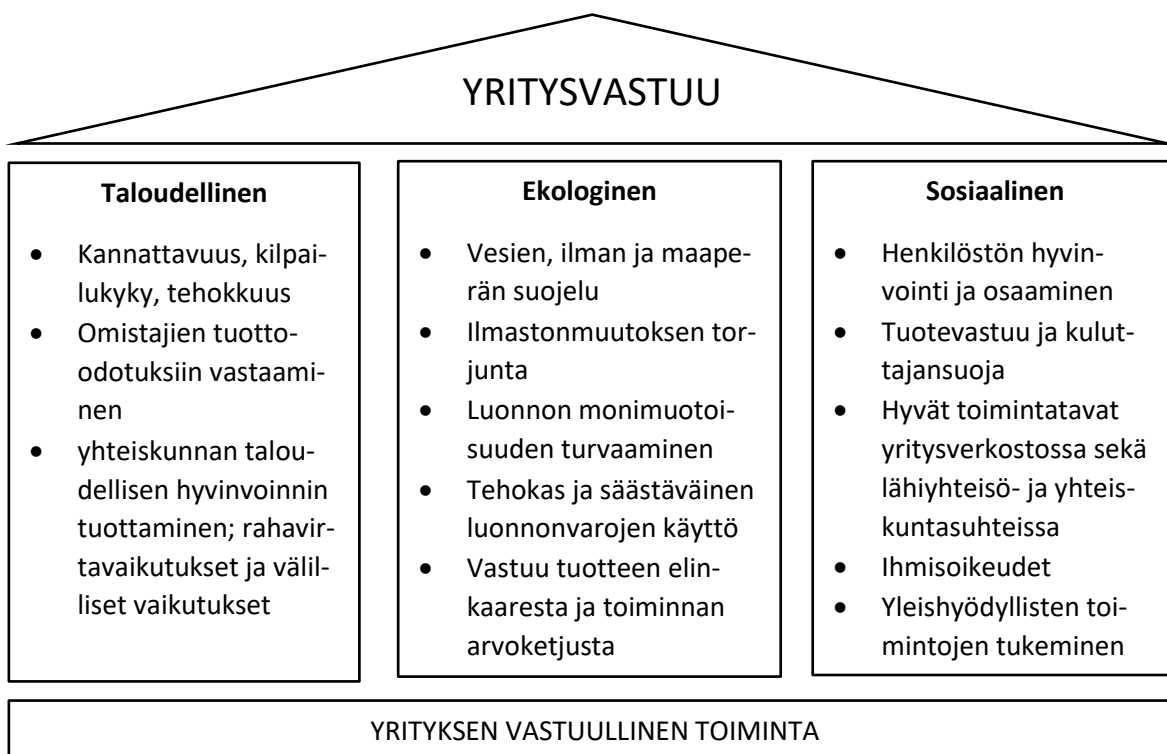 YRITYSVASTUU
Taloudellinen
• Kannattavuus, kilpai-
lukyky, tehokkuus
• Omistajien tuotto-
odotuksiin vastaami-
nen
• yhteiskunnan talou-
dellisen hyvinvoinnin
tuottaminen; rahavir-
tavaikutukset ja välil-
liset vaikutukset
Ekologinen
• Vesien, ilman ja maape-
rän suojelu
• Ilmastonmuutoksen tor-
junta
• Luonnon monimuotoi-
suuden turvaaminen
• Tehokas ja säästäväinen
luonnonvarojen käyttö
• Vastuu tuotteen elin-
kaaresta ja toiminnan
arvoketjusta
Sosiaalinen
• Henkilöstön hyvin-
vointi ja osaaminen
• Tuotevastuu ja kulut-
tajansuoja
• Hyvät toimintatavat
yritysverkostossa sekä
lähiyhteisö- ja yhteis-
kuntasuhteissa
• Ihmisoikeudet
• Yleishyödyllisten toi-
mintojen tukeminen
YRITYKSEN VASTUULLINEN TOIMINTA